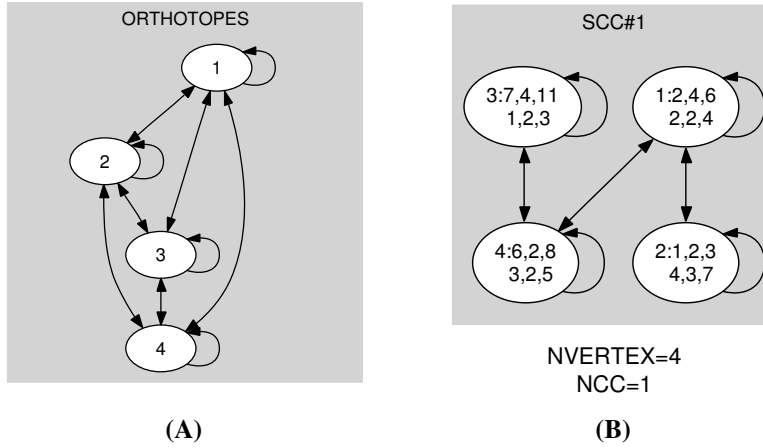 ORTHOTOPES
1
2
3
4
(A)
SCC#1
3:7,4,11
1,2,3
1:2,4,6
2,2,4
4:6,2,8
3,2,5
2:1,2,3
4,3,7
NVERTEX=4
NCC=1
(B)